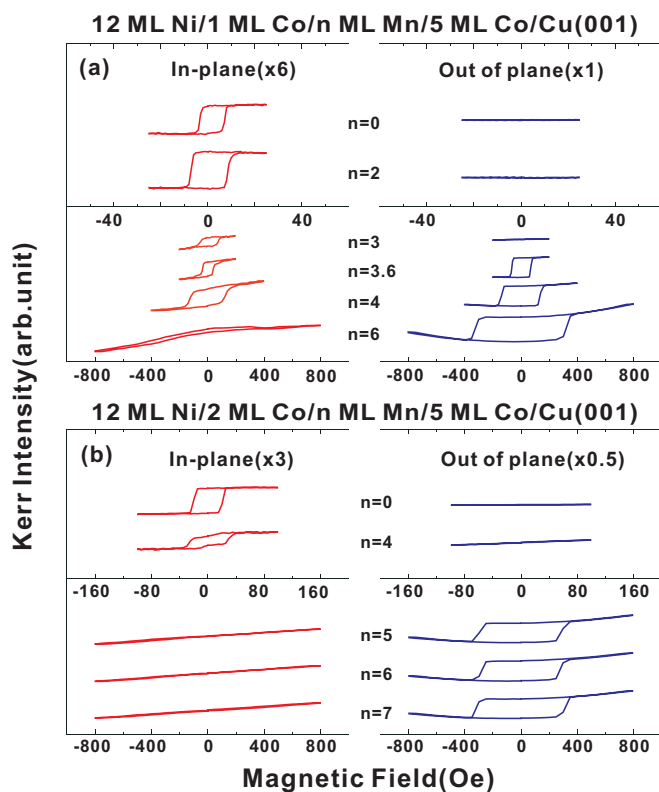 12 ML Ni/1 ML Co/n ML Mn/5 ML Co/Cu(001)
(a) In-plane(x6) Out of plane(x1)
n=0
n=2
-40 0 40 -40 0 40
n=3
n=3.6
n=4
n=6
-800 -400 0 400 800 -800 -400 0 400 800
12 ML Ni/2 ML Co/n ML Mn/5 ML Co/Cu(001)
(b) In-plane(x3) Out of plane(x0.5)
n=0
n=4
-160 -80 0 80 160 -160 -80 0 80 160
n=5
n=6
n=7
-800 -400 0 400 800 -800 -400 0 400 800
Magnetic Field(Oe)
Kerr Intensity(arb.unit)